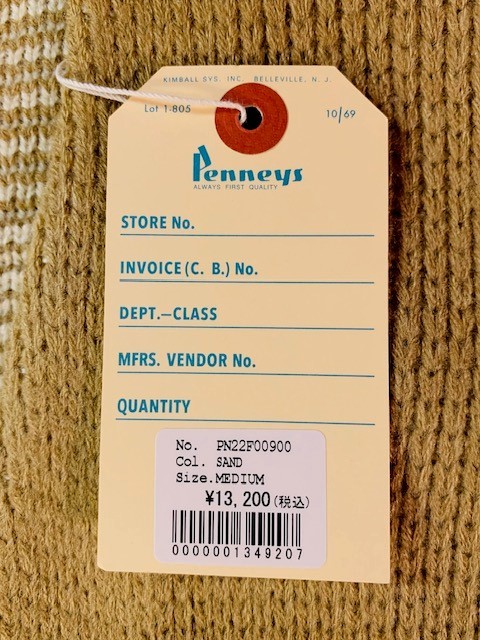 KIMBALL SYS. INC. BELLEVILLE, N. J.
Lot 1-805
10/69
Penneys
ALWAYS FIRST QUALITY
STORE No.
INVOICE (C. B.) No.
DEPT.—CLASS
MFRS. VENDOR No.
QUANTITY
No. PN22F00900
Col. SAND
Size.MEDIUM
¥13,200(税込)
0000001349207